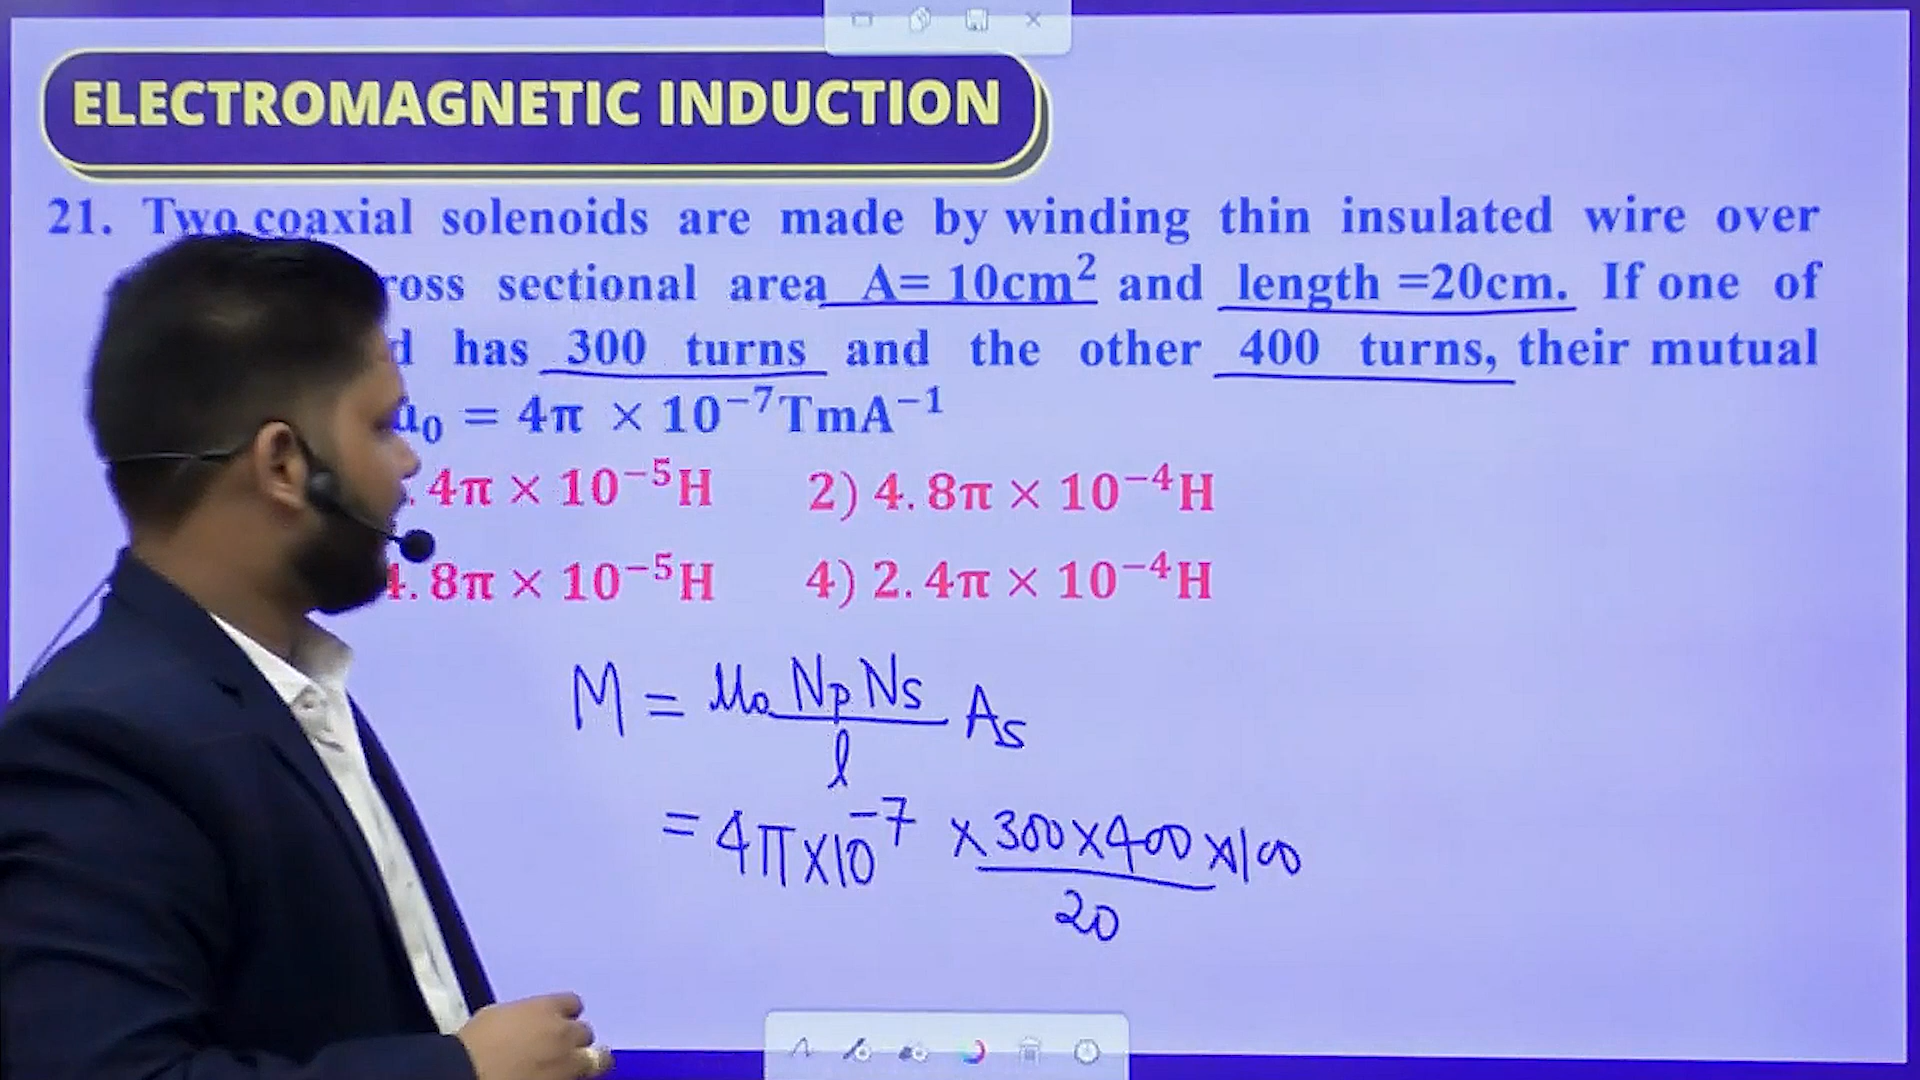 ELECTROMAGNETIC INDUCTION
21. Two coaxial solenoids are made by winding thin insulated wire over
ross sectional area A= 10cm² and length =20cm. If one of
d has 300 turns and the other 400 turns, their mutual
μ₀ = 4π × 10⁻⁷TmA⁻¹
. 4π × 10⁻⁵H 2) 4. 8π × 10⁻⁴H
4. 8π × 10⁻⁵H 4) 2. 4π × 10⁻⁴H
M = μ₀ Np Ns / l As
= 4π×10⁻⁷ × 300×400 / 20 ×100